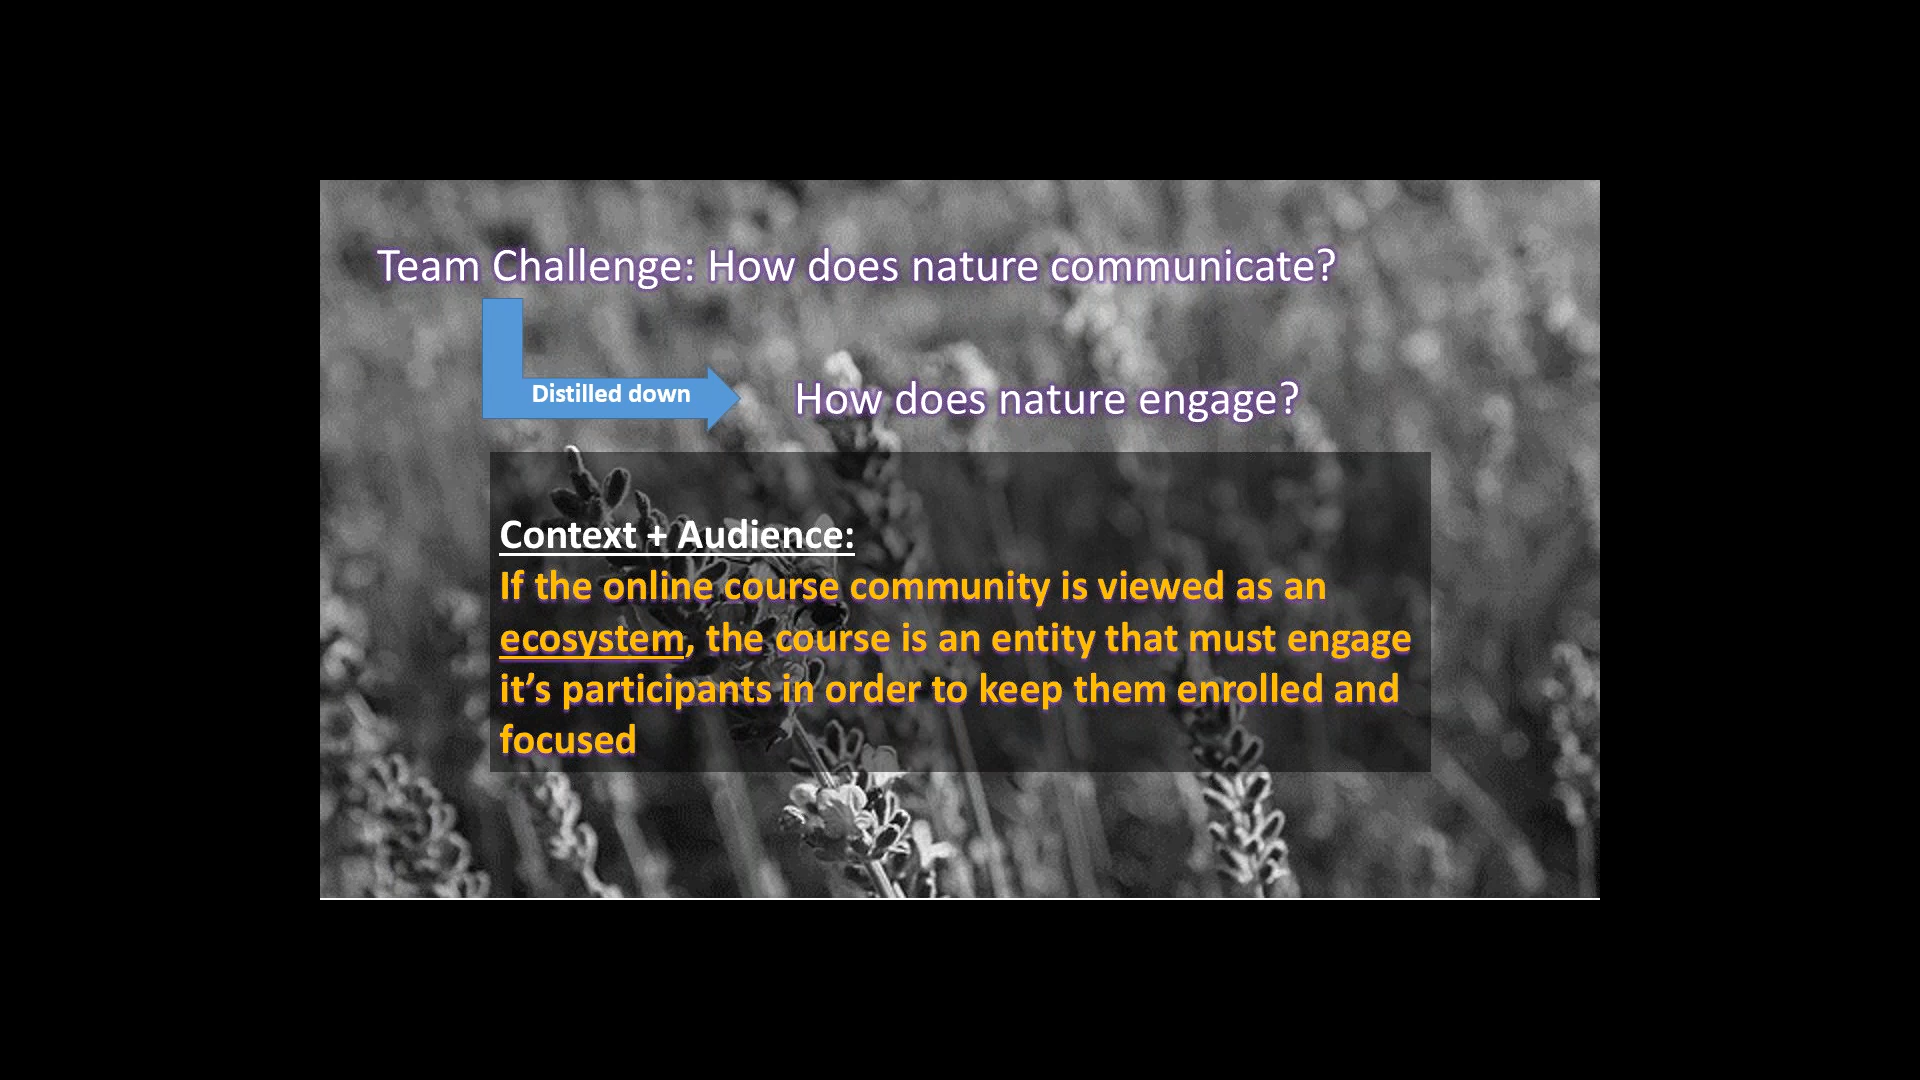 Team Challenge: How does nature communicate?
Distilled down
How does nature engage?
Context + Audience:
If the online course community is viewed as an
ecosystem, the course is an entity that must engage
it’s participants in order to keep them enrolled and
focused